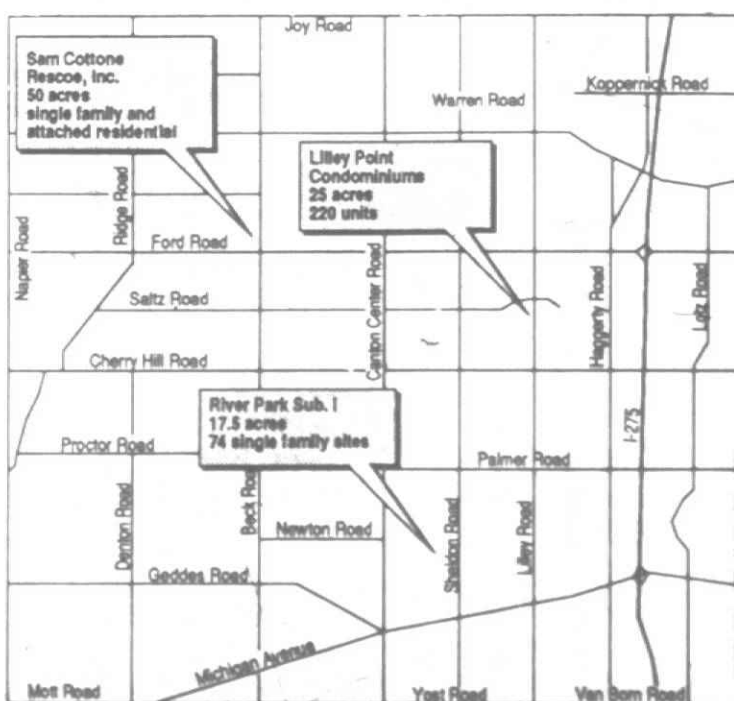 Joy Road
Sam Cottone
Rescoe, Inc.
50 acres
single family and
attached residential
Koppernick Road
Warren Road
Lilley Point
Condominiums
25 acres
220 units
Ridge Road
Naper Road
Ford Road
Canton Center Road
Haggerty Road
Lotz Road
Saltz Road
Cherry Hill Road
River Park Sub. I
17.5 acres
74 single family sites
I-275
Proctor Road
Palmer Road
Denton Road
Beck Road
Newton Road
Sheldon Road
Lilley Road
Geddes Road
Michigan Avenue
Mott Road
Yost Road
Van Born Road